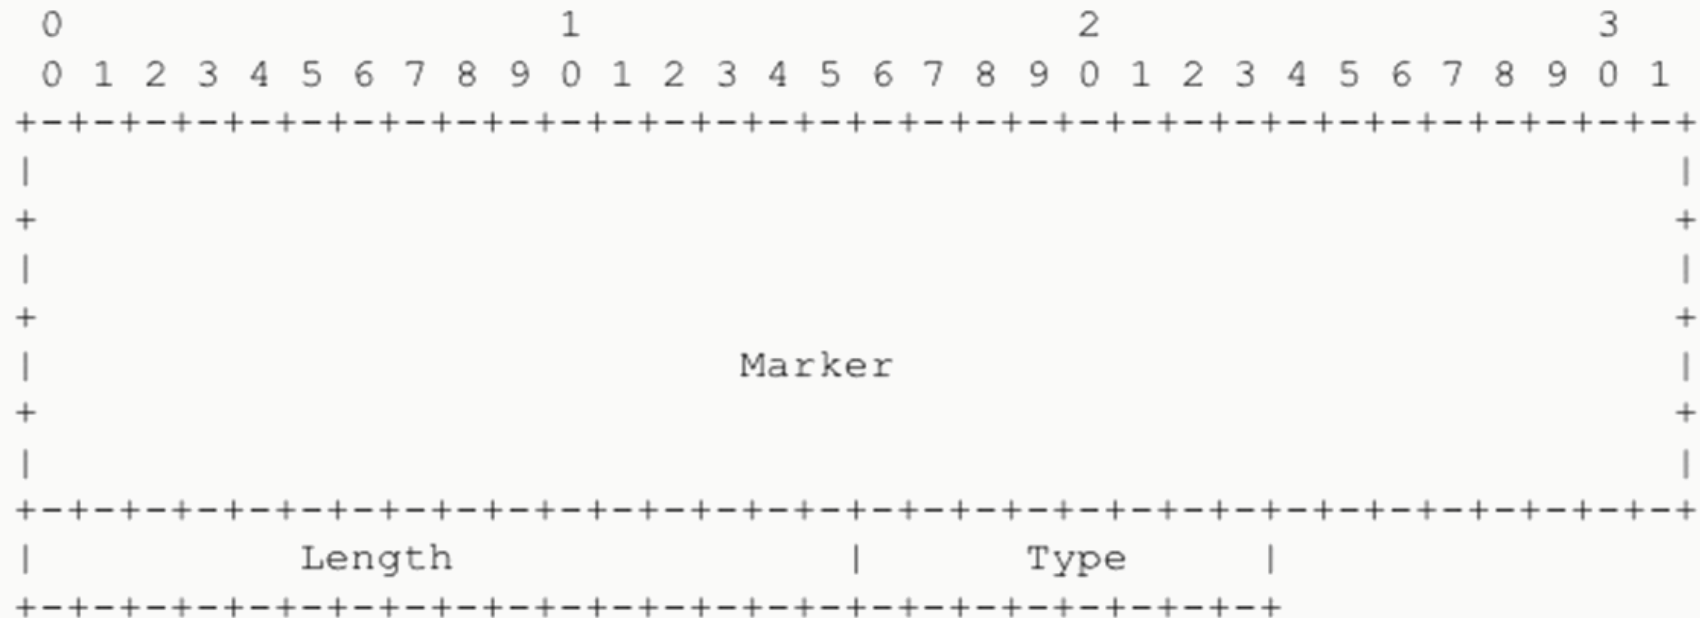 0                   1                   2                   3
 0 1 2 3 4 5 6 7 8 9 0 1 2 3 4 5 6 7 8 9 0 1 2 3 4 5 6 7 8 9 0 1
+-+-+-+-+-+-+-+-+-+-+-+-+-+-+-+-+-+-+-+-+-+-+-+-+-+-+-+-+-+-+-+-+
|                                                               |
+                                                               +
|                                                               |
+                                                               +
|                           Marker                              |
+                                                               +
|                                                               |
+-+-+-+-+-+-+-+-+-+-+-+-+-+-+-+-+-+-+-+-+-+-+-+-+-+-+-+-+-+-+-+-+
|          Length               |      Type     |
+-+-+-+-+-+-+-+-+-+-+-+-+-+-+-+-+-+-+-+-+-+-+-+-+